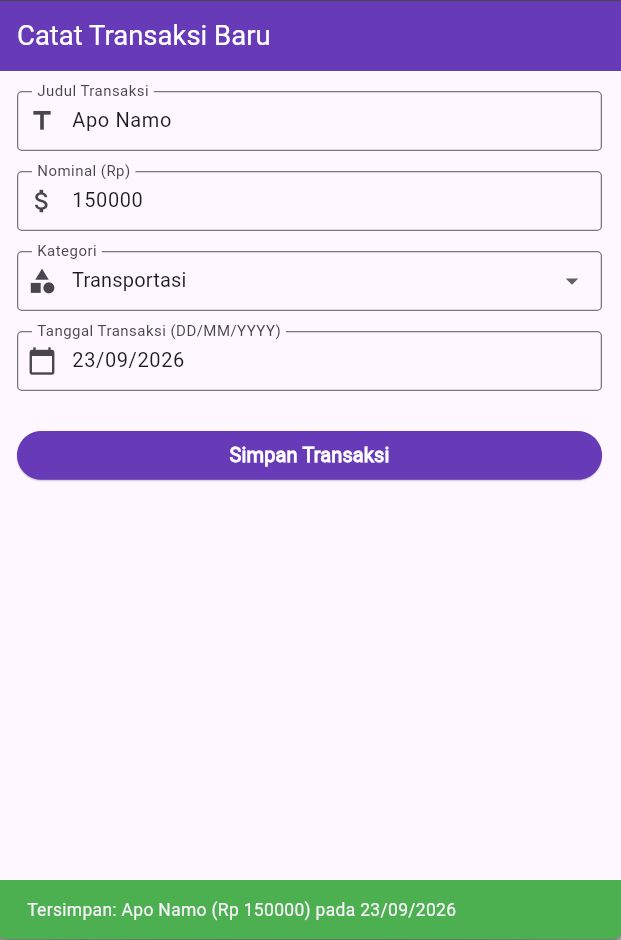 Catat Transaksi Baru
Judul Transaksi
Apo Namo
Nominal (Rp)
$ 150000
Kategori
Transportasi
Tanggal Transaksi (DD/MM/YYYY)
23/09/2026
Simpan Transaksi
Tersimpan: Apo Namo (Rp 150000) pada 23/09/2026